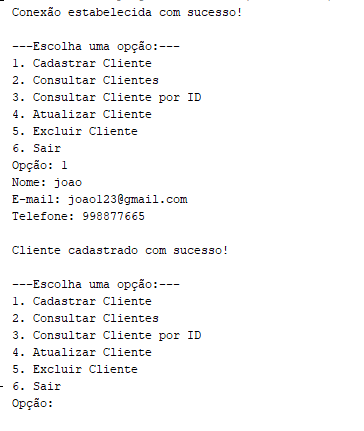 Conexão estabelecida com sucesso!
---Escolha uma opção:---
1. Cadastrar Cliente
2. Consultar Clientes
3. Consultar Cliente por ID
4. Atualizar Cliente
5. Excluir Cliente
6. Sair
Opção: 1
Nome: joao
E-mail: joao123@gmail.com
Telefone: 998877665
Cliente cadastrado com sucesso!
---Escolha uma opção:---
1. Cadastrar Cliente
2. Consultar Clientes
3. Consultar Cliente por ID
4. Atualizar Cliente
5. Excluir Cliente
6. Sair
Opção: